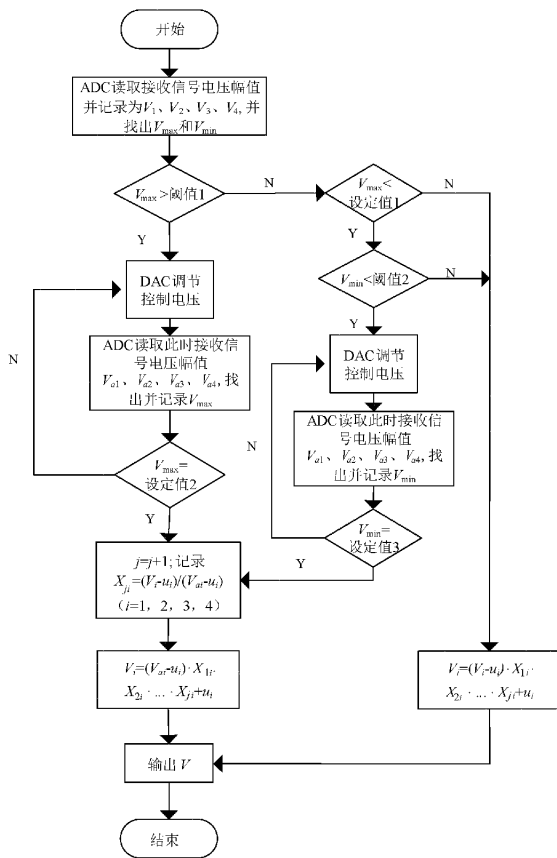 开始
ADC读取接收信号电压幅值
并记录为V₁、V₂、V₃、V₄, 并
找出Vmax和Vmin
Vmax >阈值1
N
Vmax<
设定值1
N
Y
Y
DAC调节
控制电压
Vmin<阈值2
N
Y
N
ADC读取此时接收信
号电压幅值
Va1、Va2、Va3、Va4, 找
出并记录Vmax
DAC调节
控制电压
N
ADC读取此时接收信
号电压幅值
Va1、Va2、Va3、Va4, 找
出并记录Vmin
Vmax=
设定值2
Y
Vmin=
设定值3
Y
j=j+1; 记录
Xji=(Vi-ui)/(Vai-ui)
(i=1，2，3，4)
Vi=(Vai-ui)·X1i·
X2i·…·Xji+ui
Vi=(Vi-ui)·X1i·
X2i·…·Xji+ui
输出 V
结束